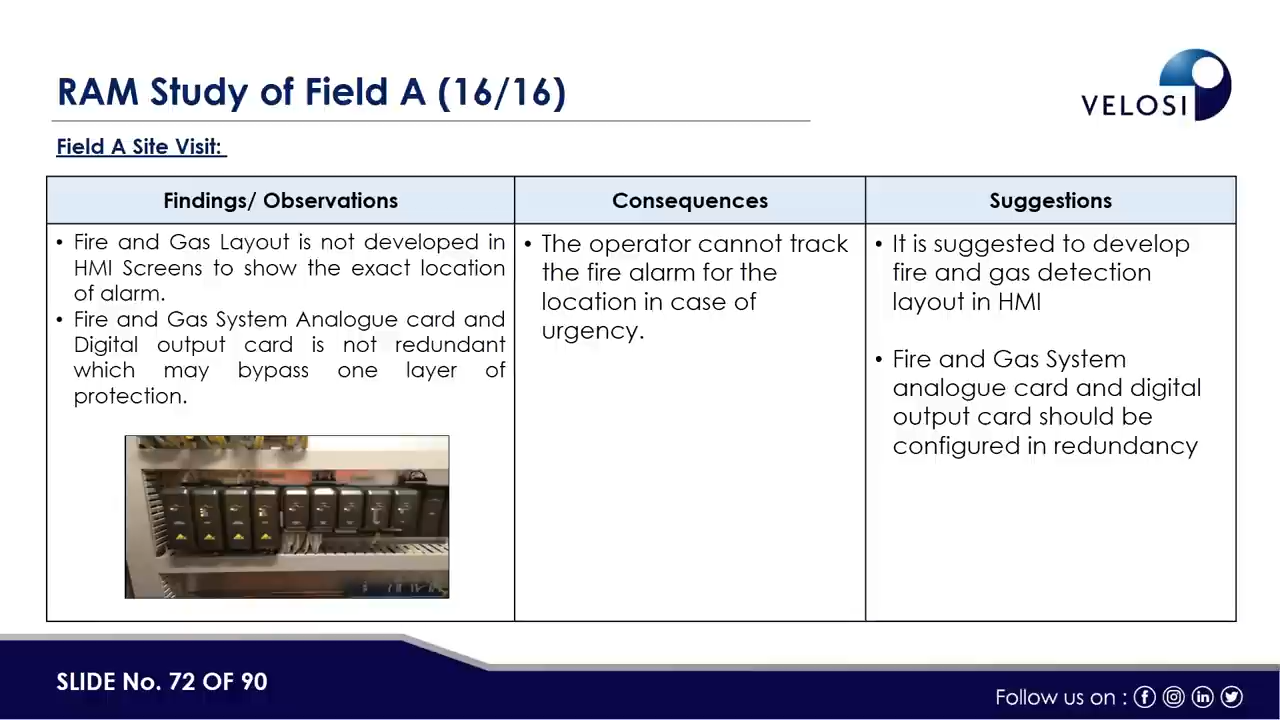 RAM Study of Field A (16/16)
VELOSI
Field A Site Visit:
Findings/ Observations
Consequences
Suggestions
• Fire and Gas Layout is not developed in
HMI Screens to show the exact location
of alarm.
• Fire and Gas System Analogue card and
Digital output card is not redundant
which may bypass one layer of
protection.
• The operator cannot track
the fire alarm for the
location in case of
urgency.
• It is suggested to develop
fire and gas detection
layout in HMI
• Fire and Gas System
analogue card and digital
output card should be
configured in redundancy
SLIDE No. 72 OF 90
Follow us on :